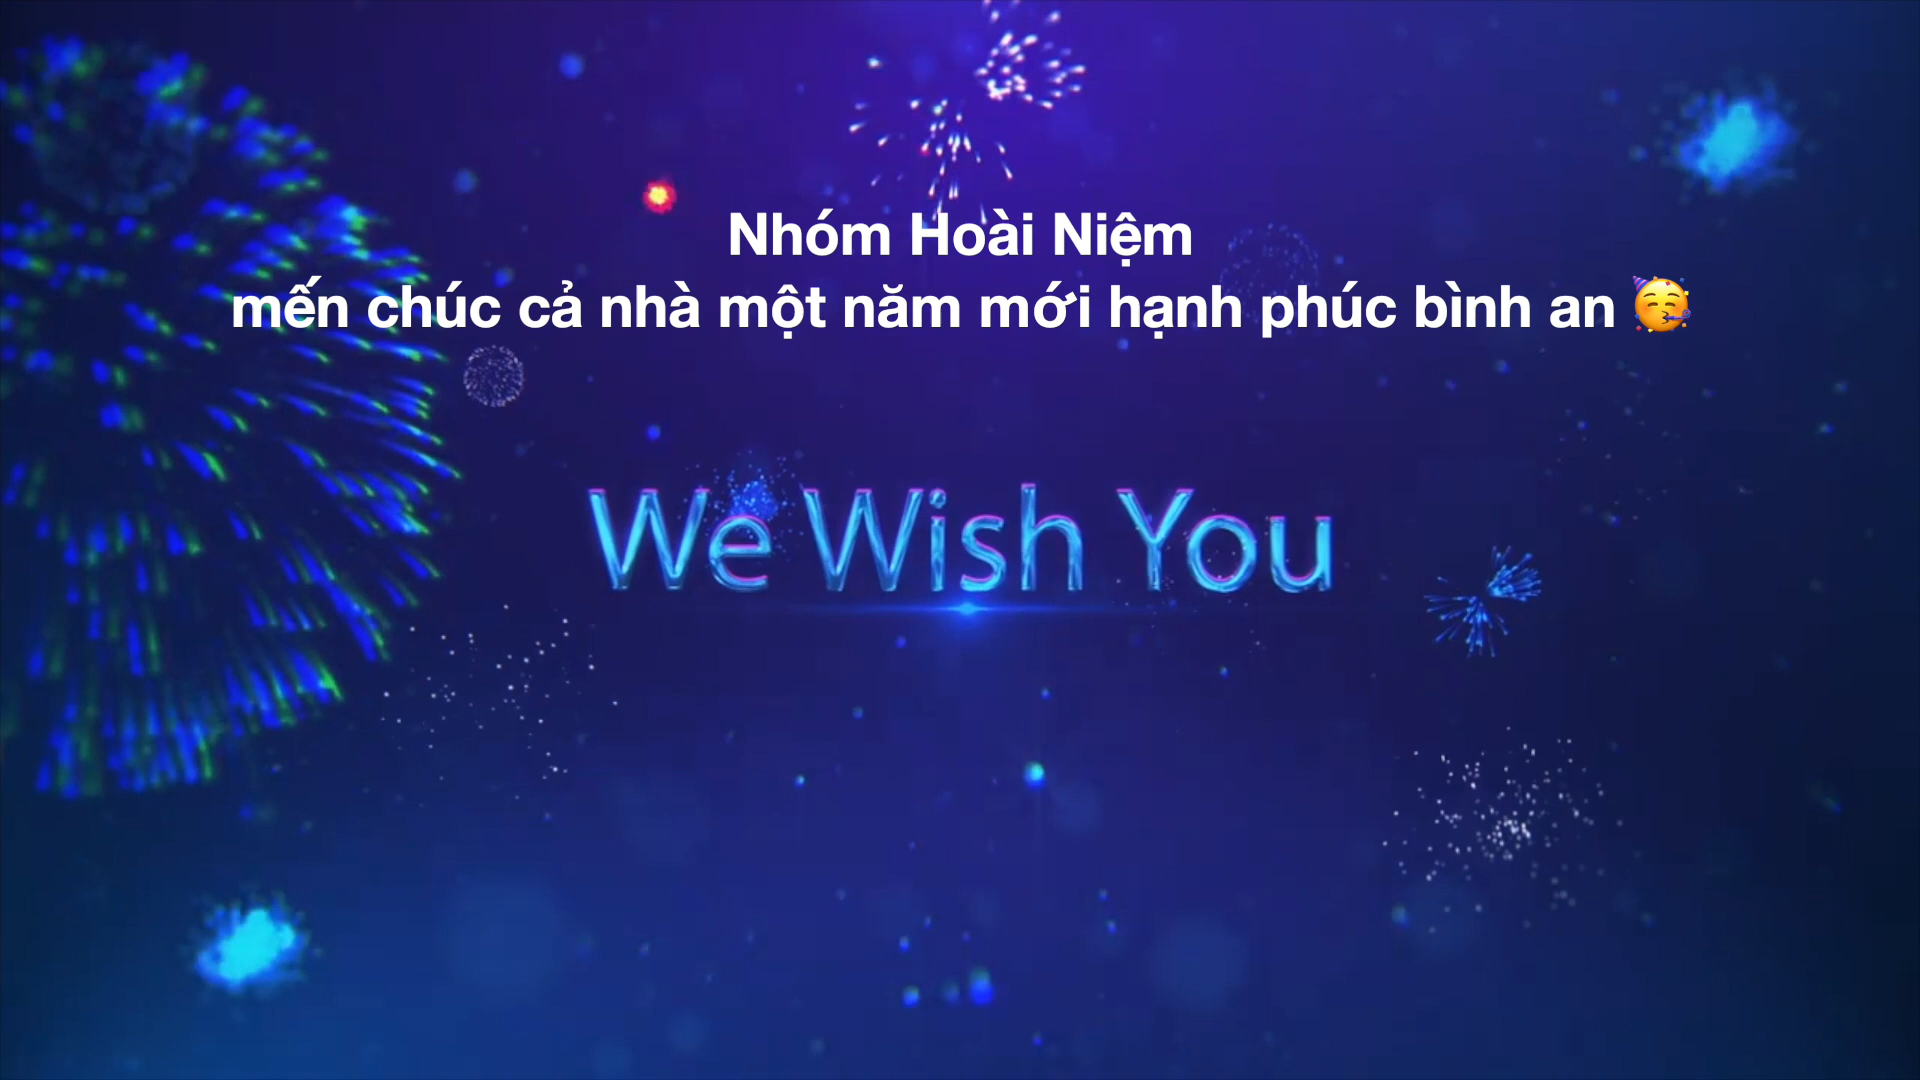 Nhóm Hoài Niệm
mến chúc cả nhà một năm mới hạnh phúc bình an 🥳
We Wish You